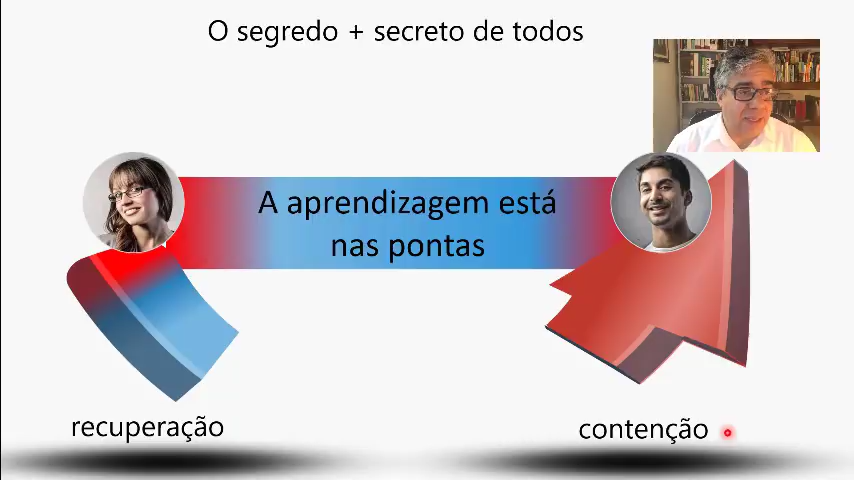 O segredo + secreto de todos
A aprendizagem está
nas pontas
recuperação
contenção